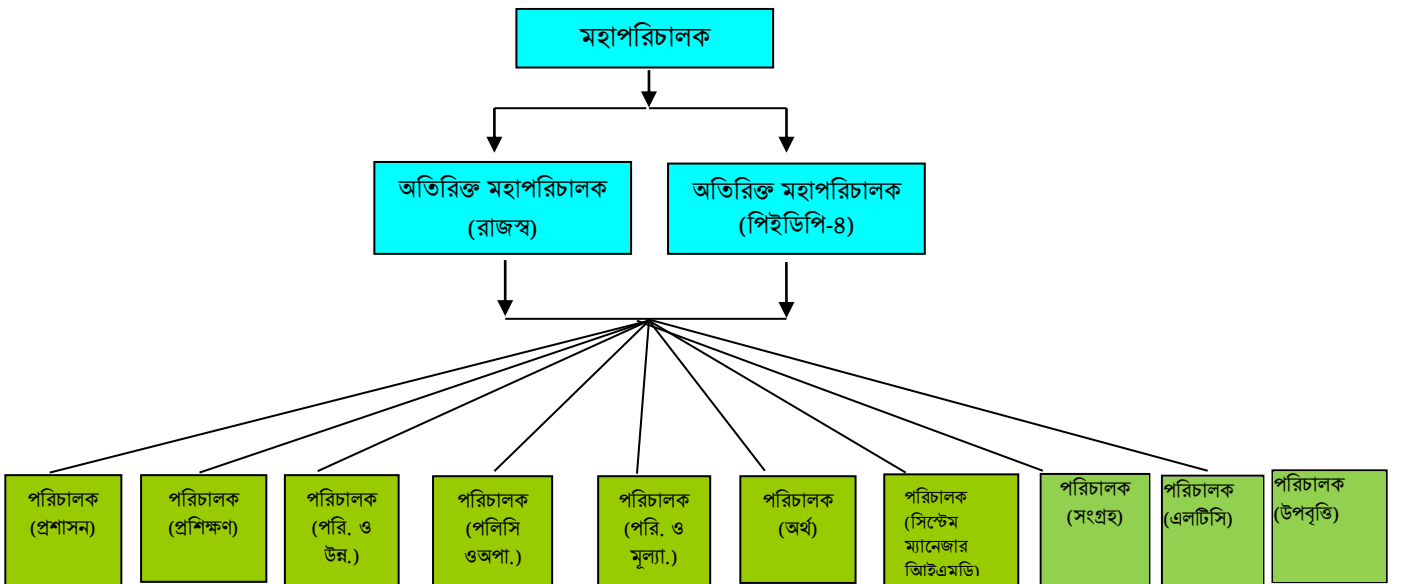 মহাপরিচালক
অতিরিক্ত মহাপরিচালক
(রাজস্ব)
অতিরিক্ত মহাপরিচালক
(পিইডিপি-৪)
পরিচালক
(প্রশাসন)
পরিচালক
(প্রশিক্ষণ)
পরিচালক
(পরি. ও
উন্ন.)
পরিচালক
(পলিসি
ওঅপা.)
পরিচালক
(পরি. ও
মূল্যা.)
পরিচালক
(অর্থ)
পরিচালক
(সিস্টেম
ম্যানেজার
পরিচালক
(সংগ্রহ)
পরিচালক
(এলটিসি)
পরিচালক
(উপবৃত্তি)